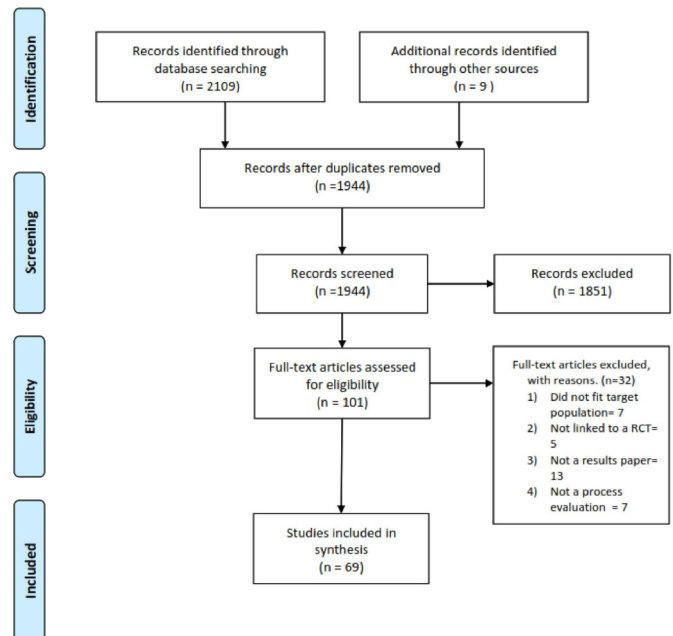 Identification
Records identified through
database searching
(n = 2109)
Additional records identified
through other sources
(n = 9 )
Records after duplicates removed
(n =1944)
Screening
Records screened
(n =1944)
Records excluded
(n = 1851)
Eligibility
Full-text articles assessed
for eligibility
(n = 101)
Full-text articles excluded,
with reasons. (n=32)
1) Did not fit target
population= 7
2) Not linked to a RCT=
5
3) Not a results paper=
13
4) Not a process
evaluation = 7
Included
Studies included in
synthesis
(n = 69)